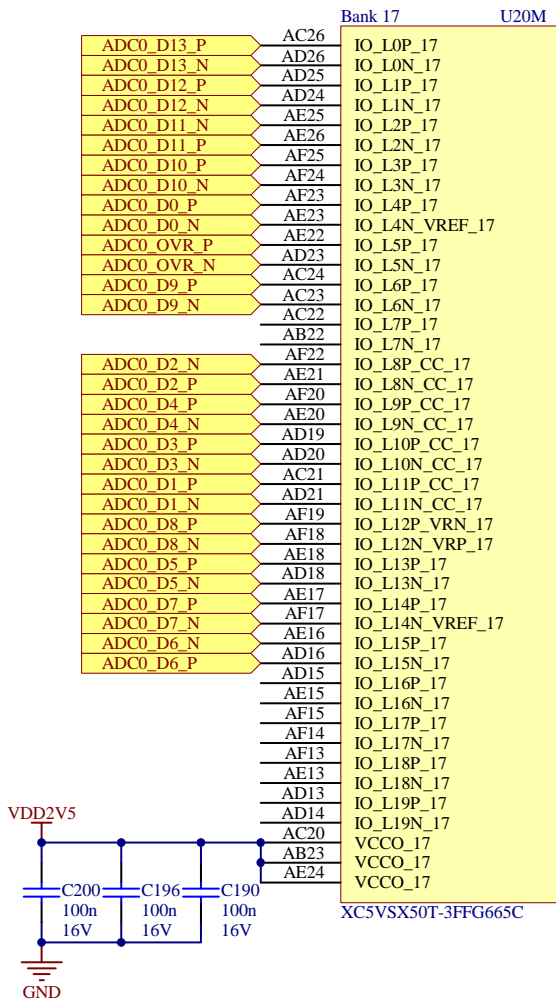 Bank 17 U20M
ADC0_D13_P AC26 IO_L0P_17
ADC0_D13_N AD26 IO_L0N_17
ADC0_D12_P AD25 IO_L1P_17
ADC0_D12_N AD24 IO_L1N_17
ADC0_D11_N AE25 IO_L2P_17
ADC0_D11_P AE26 IO_L2N_17
ADC0_D10_P AF25 IO_L3P_17
ADC0_D10_N AF24 IO_L3N_17
ADC0_D0_P AF23 IO_L4P_17
ADC0_D0_N AE23 IO_L4N_VREF_17
ADC0_OVR_P AE22 IO_L5P_17
ADC0_OVR_N AD23 IO_L5N_17
ADC0_D9_P AC24 IO_L6P_17
ADC0_D9_N AC23 IO_L6N_17
AC22 IO_L7P_17
AB22 IO_L7N_17
ADC0_D2_N AF22 IO_L8P_CC_17
ADC0_D2_P AE21 IO_L8N_CC_17
ADC0_D4_P AF20 IO_L9P_CC_17
ADC0_D4_N AE20 IO_L9N_CC_17
ADC0_D3_P AD19 IO_L10P_CC_17
ADC0_D3_N AD20 IO_L10N_CC_17
ADC0_D1_P AC21 IO_L11P_CC_17
ADC0_D1_N AD21 IO_L11N_CC_17
ADC0_D8_P AF19 IO_L12P_VRN_17
ADC0_D8_N AF18 IO_L12N_VRP_17
ADC0_D5_P AE18 IO_L13P_17
ADC0_D5_N AD18 IO_L13N_17
ADC0_D7_P AE17 IO_L14P_17
ADC0_D7_N AF17 IO_L14N_VREF_17
ADC0_D6_N AE16 IO_L15P_17
ADC0_D6_P AD16 IO_L15N_17
AD15 IO_L16P_17
AE15 IO_L16N_17
AF15 IO_L17P_17
AF14 IO_L17N_17
AF13 IO_L18P_17
AE13 IO_L18N_17
AD13 IO_L19P_17
AD14 IO_L19N_17
VDD2V5
AC20 VCCO_17
AB23 VCCO_17
AE24 VCCO_17
C200 C196 C190
100n 100n 100n
16V 16V 16V
XC5VSX50T-3FFG665C
GND